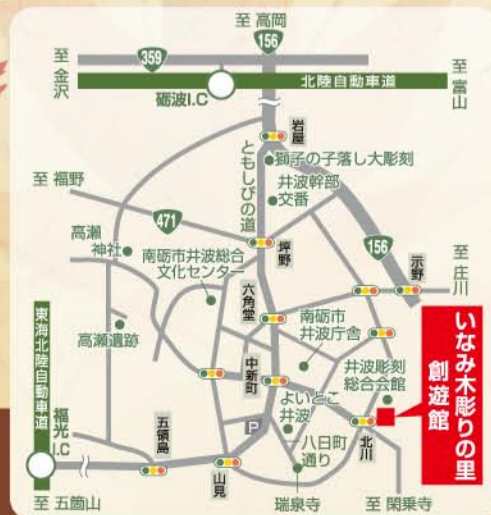 至 高岡
156
359
至 金沢
北陸自動車道
至 富山
砺波I.C
岩屋
獅子の子落し大彫刻
ともしびの道
井波幹部
交番
至 福野
471
高瀬
神社
南砺市井波総合
文化センター
坪野
156
至 庄川
示野
六角堂
南砺市
井波庁舎
高瀬遺跡
東海北陸自動車道
中新町
井波彫刻
総合会館
いなみ木彫りの里
創遊館
よいとこ
井波
福光
I.C
五領島
P
八日町
通り
北川
山見
至 五箇山
瑞泉寺
至 閑乗寺